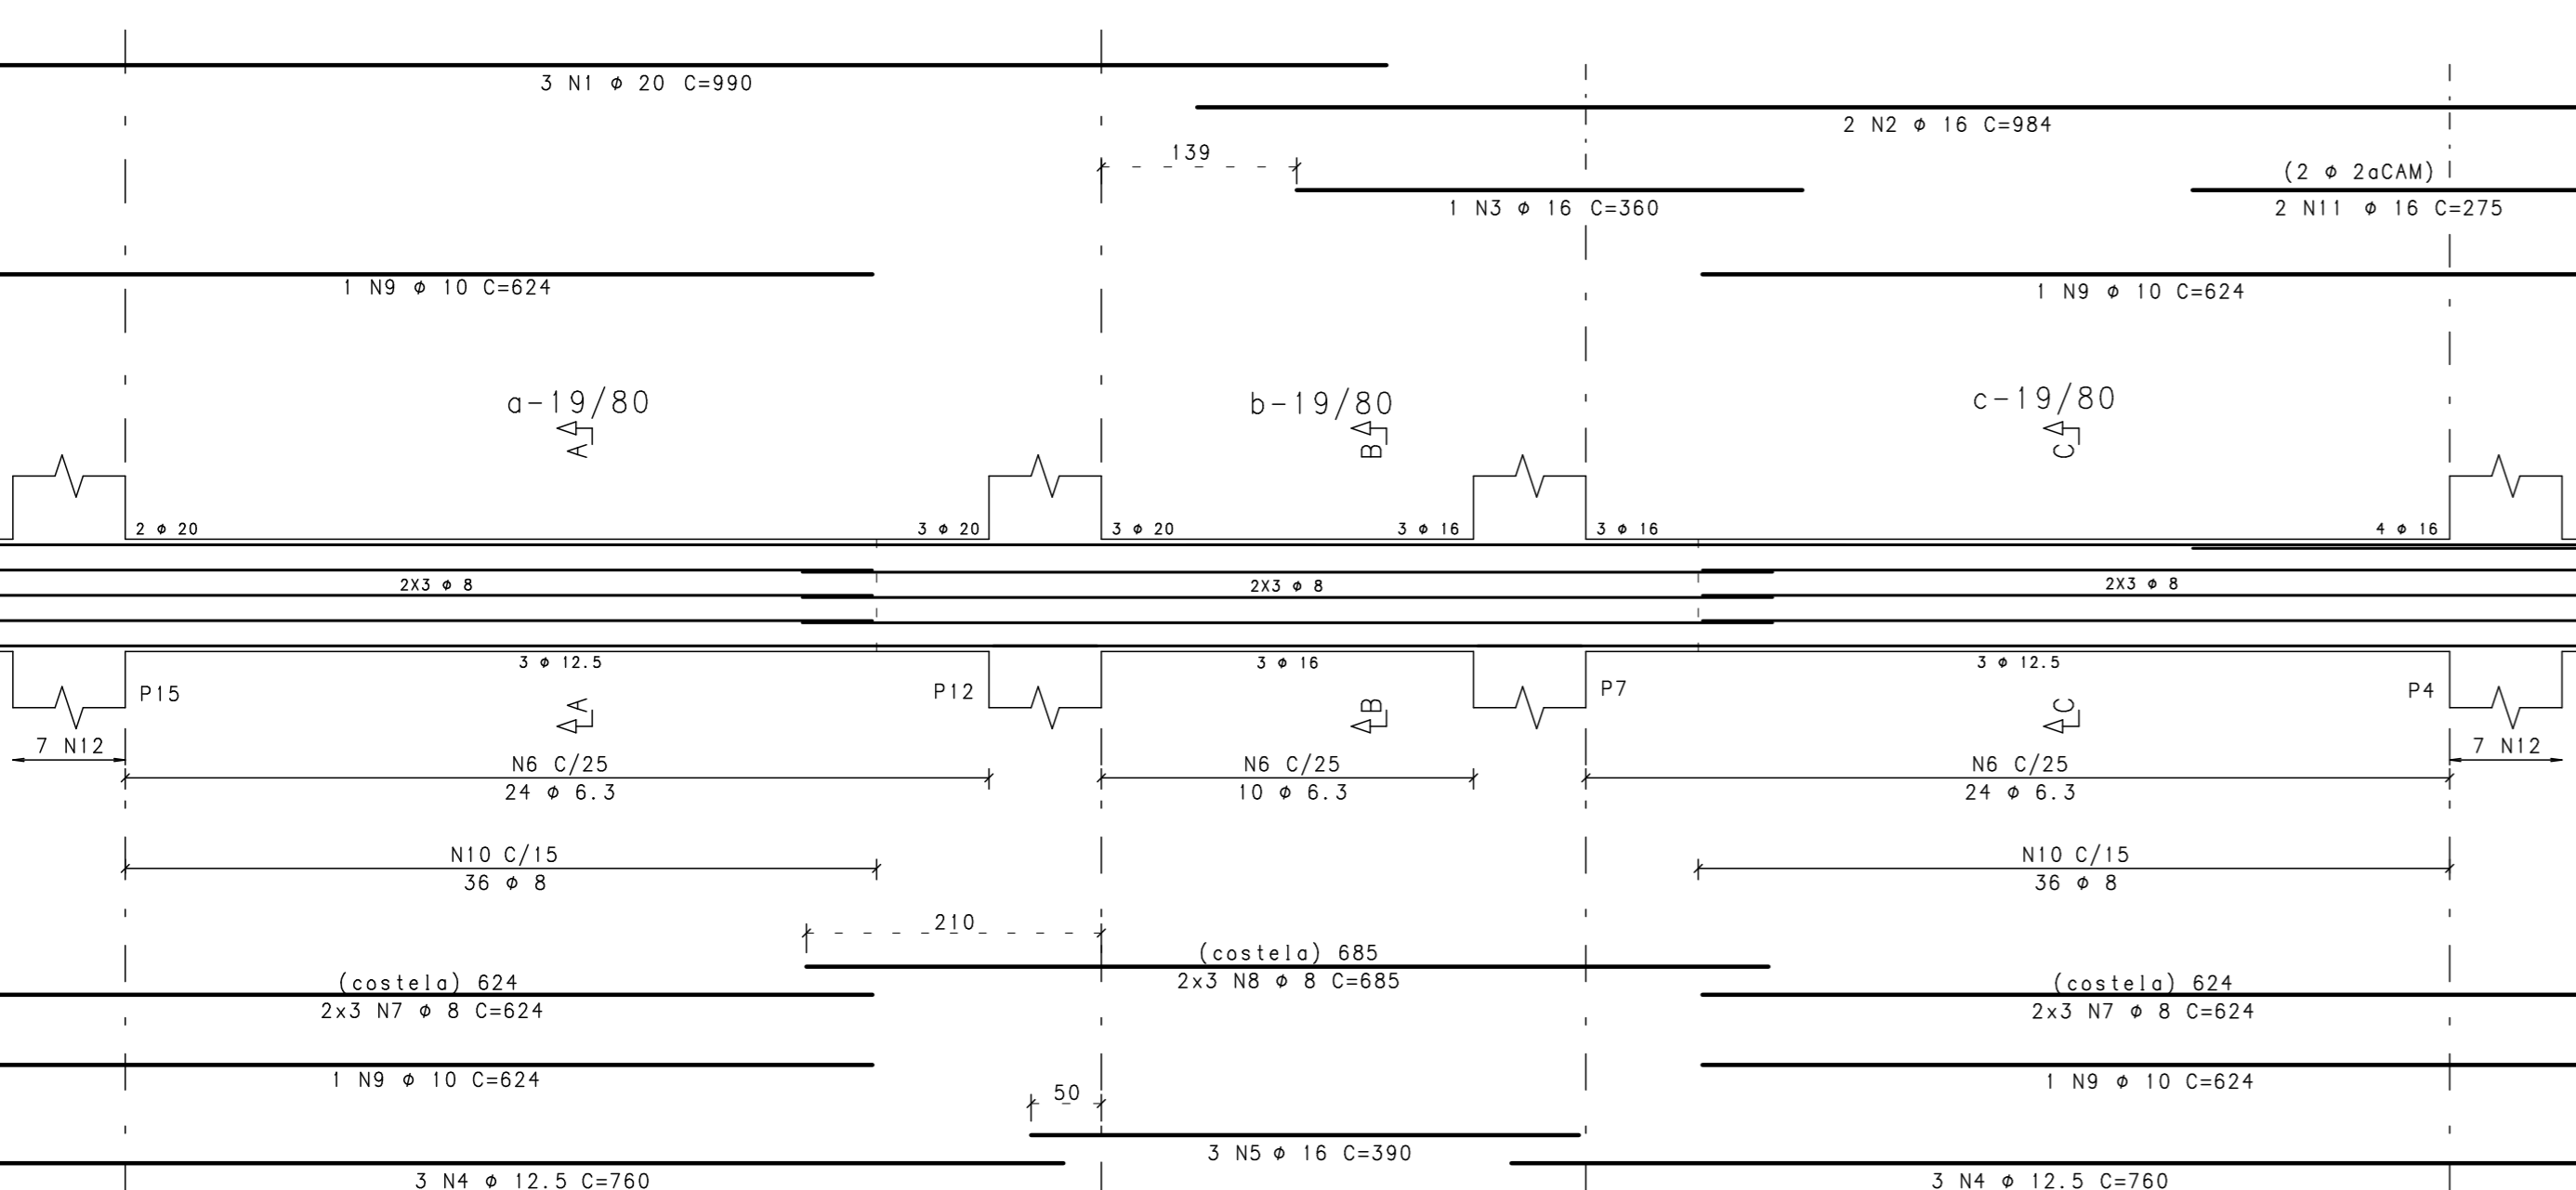 3 N1 ϕ 20 C=990
2 N2 ϕ 16 C=984
139
(2 ϕ 2aCAM)
1 N3 ϕ 16 C=360
2 N11 ϕ 16 C=275
1 N9 ϕ 10 C=624
1 N9 ϕ 10 C=624
a-19/80
b-19/80
c-19/80
A
B
C
2 ϕ 20
3 ϕ 20
3 ϕ 20
3 ϕ 16
3 ϕ 16
4 ϕ 16
2X3 ϕ 8
2X3 ϕ 8
2X3 ϕ 8
3 ϕ 12.5
3 ϕ 16
3 ϕ 12.5
P15
P12
P7
P4
A
B
C
7 N12
7 N12
N6 C/25
24 ϕ 6.3
N6 C/25
10 ϕ 6.3
N6 C/25
24 ϕ 6.3
N10 C/15
36 ϕ 8
N10 C/15
36 ϕ 8
210
(costela) 685
2x3 N8 ϕ 8 C=685
(costela) 624
2x3 N7 ϕ 8 C=624
(costela) 624
2x3 N7 ϕ 8 C=624
1 N9 ϕ 10 C=624
1 N9 ϕ 10 C=624
50
3 N5 ϕ 16 C=390
3 N4 ϕ 12.5 C=760
3 N4 ϕ 12.5 C=760